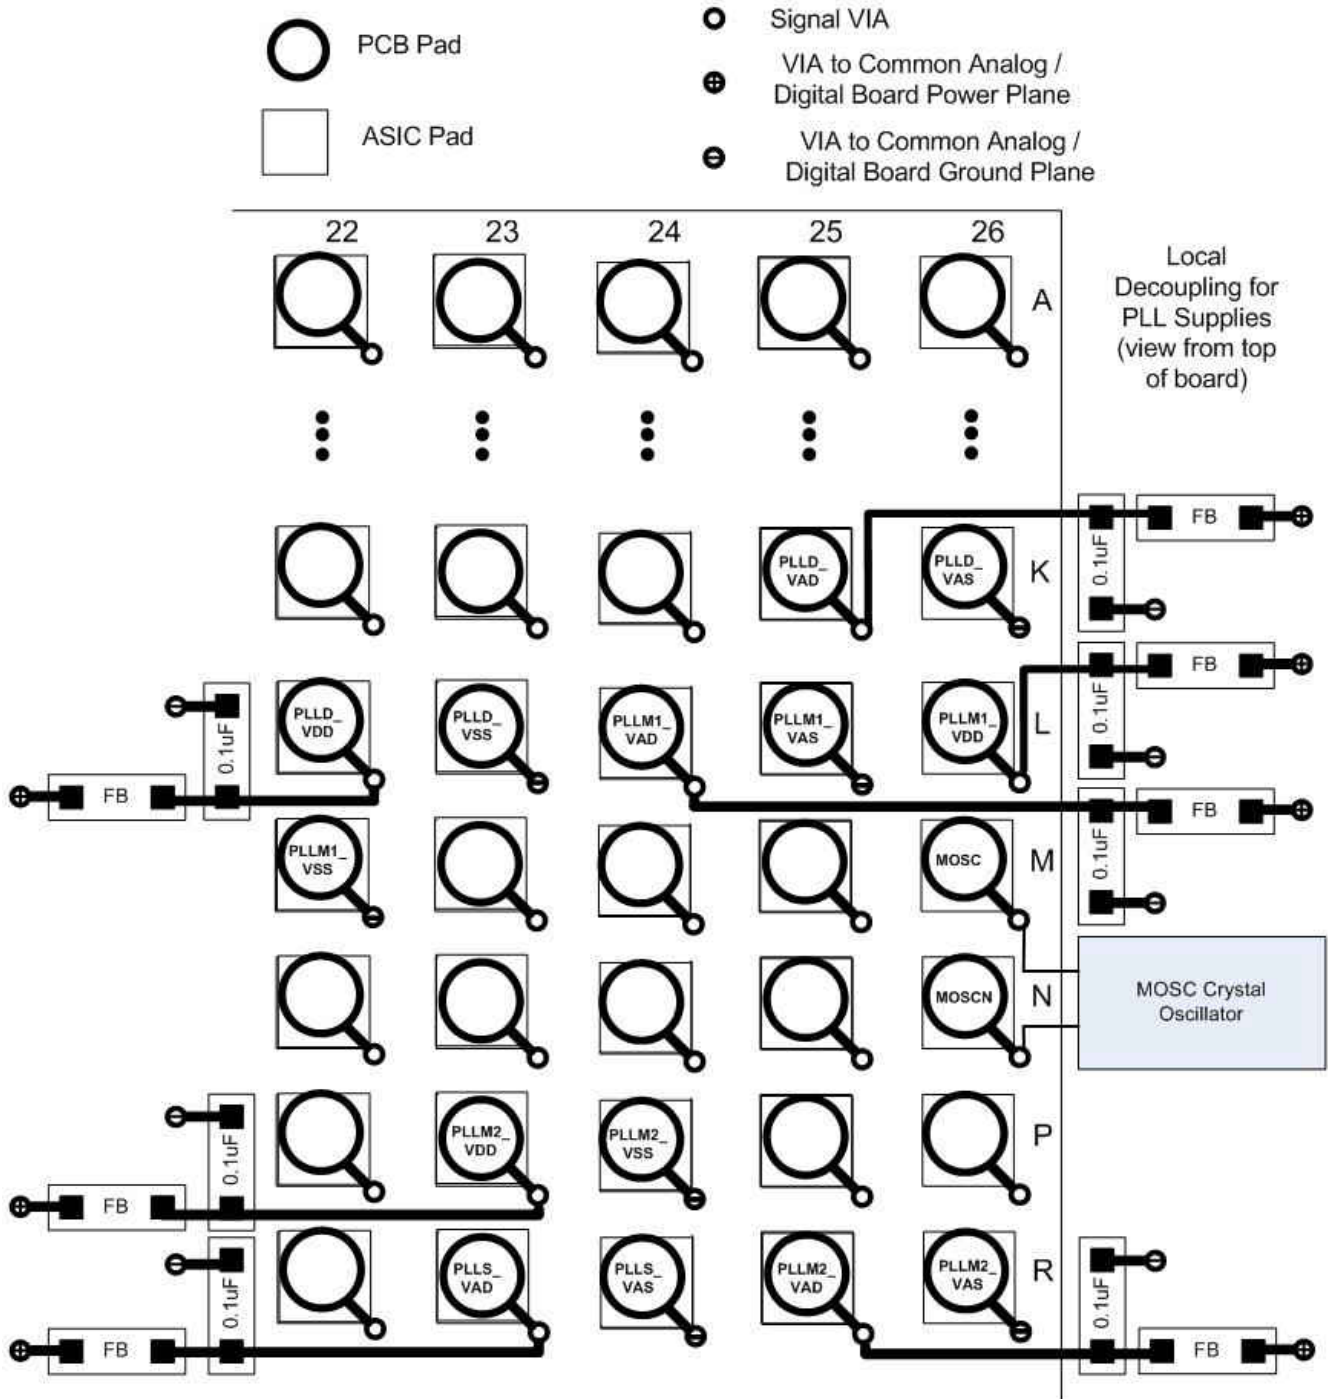 PCB Pad
ASIC Pad
Signal VIA
VIA to Common Analog /
Digital Board Power Plane
VIA to Common Analog /
Digital Board Ground Plane
22 23 24 25 26
A
Local
Decoupling for
PLL Supplies
(view from top
of board)
PLLD_
VAD
PLLD_
VAS
K
0.1uF
FB
FB
0.1uF
PLLD_
VDD
PLLD_
VSS
PLLM1_
VAD
PLLM1_
VAS
PLLM1_
VDD
L
0.1uF
FB
PLLM1_
VSS
MOSC
M
0.1uF
FB
MOSCN
N
MOSC Crystal
Oscillator
FB
0.1uF
PLLM2_
VDD
PLLM2_
VSS
P
FB
0.1uF
PLLS_
VAD
PLLS_
VAS
PLLM2_
VAD
PLLM2_
VAS
R
0.1uF
FB